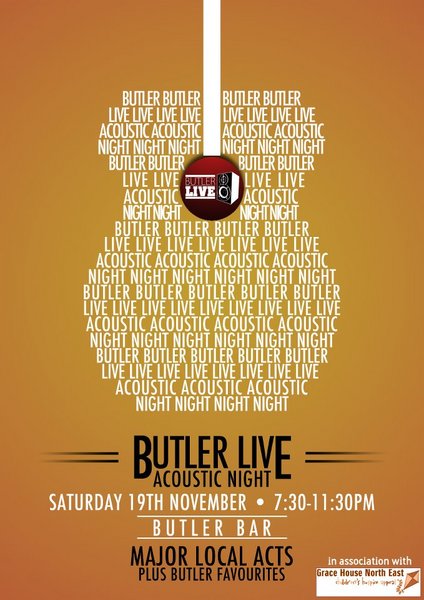 BUTLER BUTLER BUTLER BUTLER
LIVE LIVE LIVE LIVE LIVE LIVE LIVE LIVE
ACOUSTIC ACOUSTIC ACOUSTIC ACOUSTIC
NIGHT NIGHT NIGHT NIGHT NIGHT NIGHT
BUTLER BUTLER BUTLER BUTLER
LIVE LIVE LIVE LIVE
ACOUSTIC ACOUSTIC
NIGHT NIGHT NIGHT NIGHT
BUTLER
LIVE
BUTLER BUTLER BUTLER BUTLER
LIVE LIVE LIVE LIVE LIVE LIVE LIVE
ACOUSTIC ACOUSTIC ACOUSTIC ACOUSTIC
NIGHT NIGHT NIGHT NIGHT NIGHT NIGHT
BUTLER BUTLER BUTLER BUTLER BUTLER
LIVE LIVE LIVE LIVE LIVE LIVE LIVE LIVE
ACOUSTIC ACOUSTIC ACOUSTIC ACOUSTIC
NIGHT NIGHT NIGHT NIGHT NIGHT NIGHT
BUTLER BUTLER BUTLER BUTLER BUTLER
LIVE LIVE LIVE LIVE LIVE LIVE LIVE
ACOUSTIC ACOUSTIC ACOUSTIC
NIGHT NIGHT NIGHT NIGHT
BUTLER LIVE
ACOUSTIC NIGHT
SATURDAY 19TH NOVEMBER • 7:30-11:30PM
BUTLER BAR
MAJOR LOCAL ACTS
PLUS BUTLER FAVOURITES
in association with
Grace House North East
children's hospice appeal